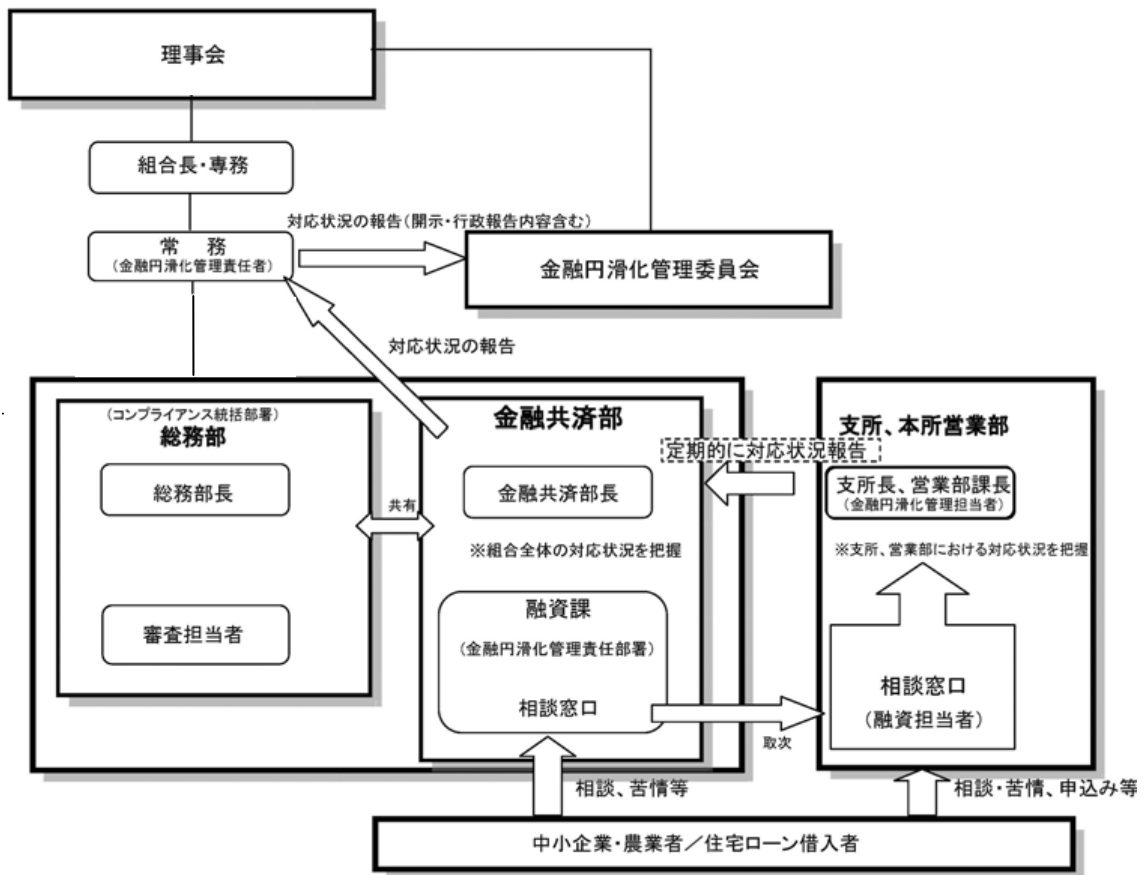 理事会
組合長・専務
対応状況の報告(開示・行政報告内容含む)
常　務
(金融円滑化管理責任者)
金融円滑化管理委員会
対応状況の報告
(コンプライアンス統括部署)
総務部
総務部長
審査担当者
共有
金融共済部
金融共済部長
※組合全体の対応状況を把握
融資課
(金融円滑化管理責任部署)
相談窓口
定期的に対応状況報告
支所、本所営業部
支所長、営業部課長
(金融円滑化管理担当者)
※支所、営業部における対応状況を把握
相談窓口
(融資担当者)
取次
相談、苦情等
相談・苦情、申込み等
中小企業・農業者／住宅ローン借入者